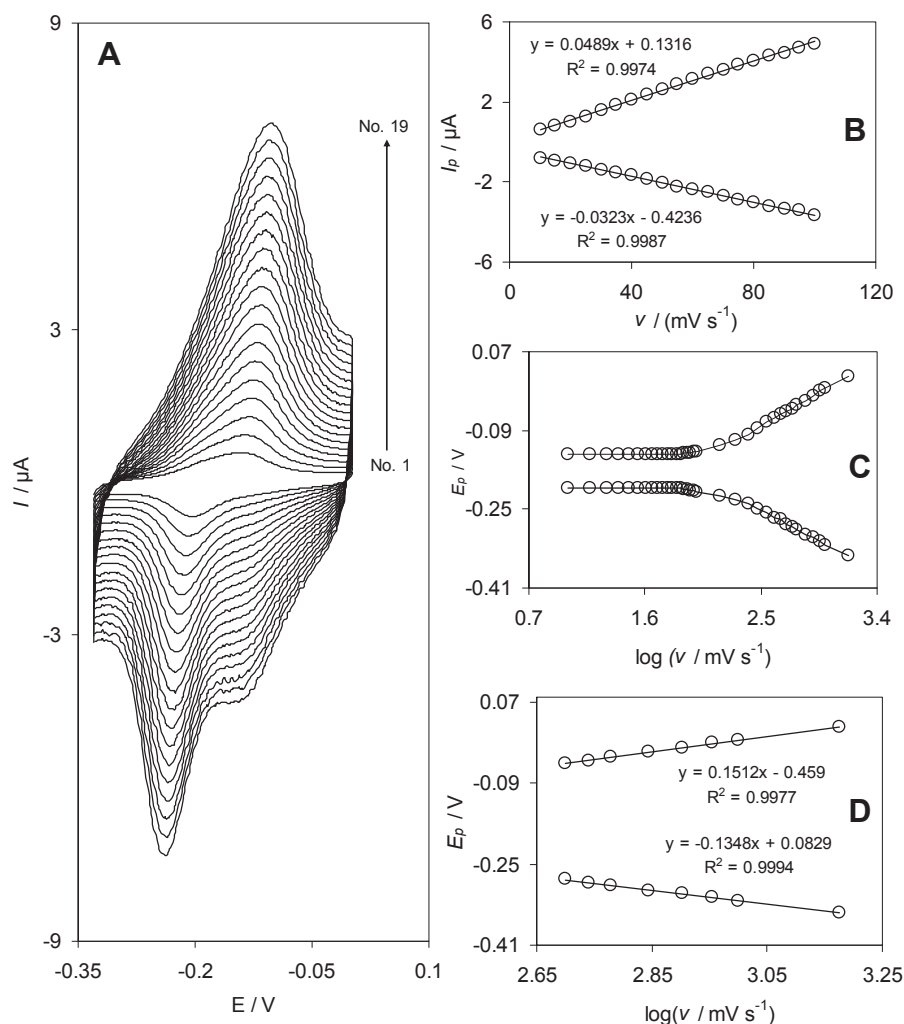 A
9
3
-3
-9
I / µA
-0.35
-0.2
-0.05
0.1
E / V
No. 19
No. 1
B
6
2
-2
-6
I_p / µA
y = 0.0489x + 0.1316
R² = 0.9974
y = -0.0323x - 0.4236
R² = 0.9987
0
40
80
120
v / (mV s⁻¹)
C
0.07
-0.09
-0.25
-0.41
E_p / V
0.7
1.6
2.5
3.4
log (v / mV s⁻¹)
D
0.07
-0.09
-0.25
-0.41
E_p / V
y = 0.1512x - 0.459
R² = 0.9977
y = -0.1348x + 0.0829
R² = 0.9994
2.65
2.85
3.05
3.25
log(v / mV s⁻¹)